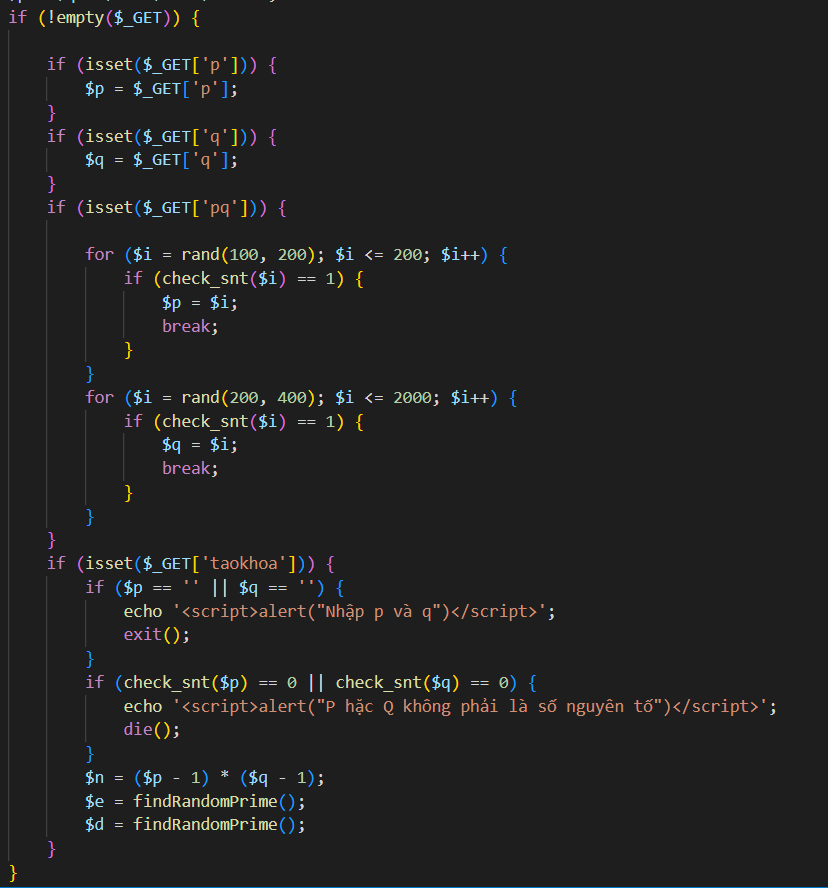 if (!empty($_GET)) {
if (isset($_GET['p'])) {
$p = $_GET['p'];
}
if (isset($_GET['q'])) {
$q = $_GET['q'];
}
if (isset($_GET['pq'])) {
for ($i = rand(100, 200); $i <= 200; $i++) {
if (check_snt($i) == 1) {
$p = $i;
break;
}
}
for ($i = rand(200, 400); $i <= 2000; $i++) {
if (check_snt($i) == 1) {
$q = $i;
break;
}
}
}
if (isset($_GET['taokhoa'])) {
if ($p == '' || $q == '') {
echo '<script>alert("Nhập p và q")</script>';
exit();
}
if (check_snt($p) == 0 || check_snt($q) == 0) {
echo '<script>alert("P hặc Q không phải là số nguyên tố")</script>';
die();
}
$n = ($p - 1) * ($q - 1);
$e = findRandomPrime();
$d = findRandomPrime();
}
}